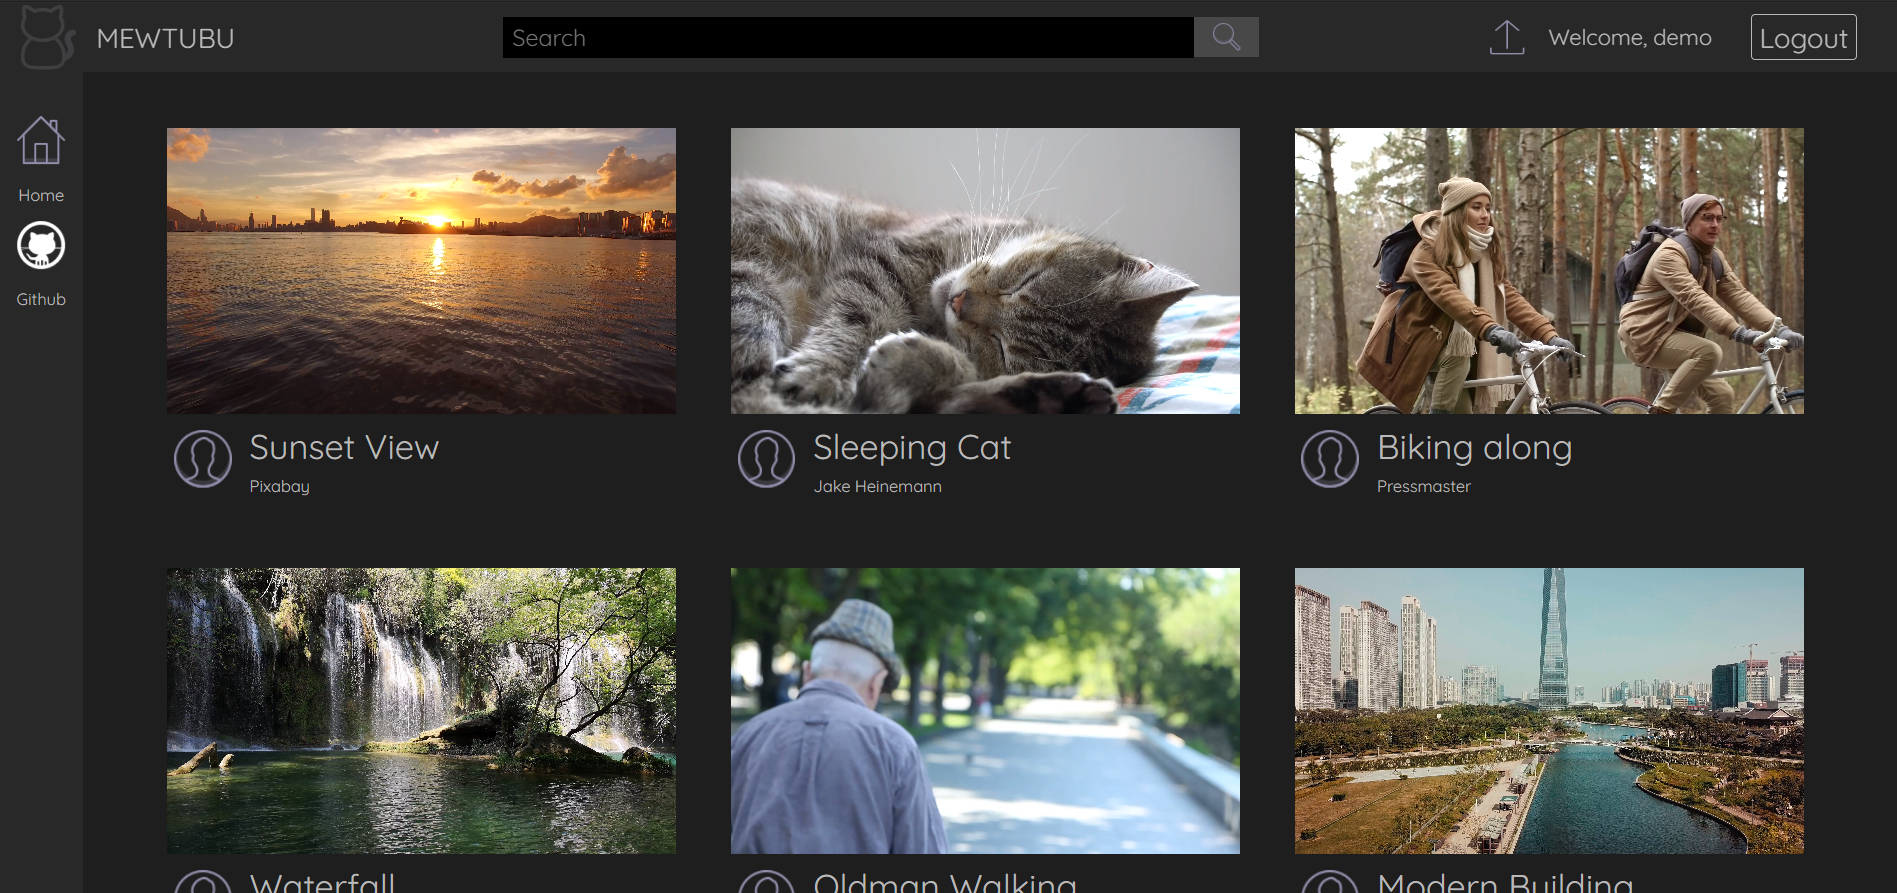 MEWTUBU
Search
Welcome, demo
Logout
Home
Github
Sunset View
Pixabay
Sleeping Cat
Jake Heinemann
Biking along
Pressmaster
Waterfall
Oldman Walking
Modern Building